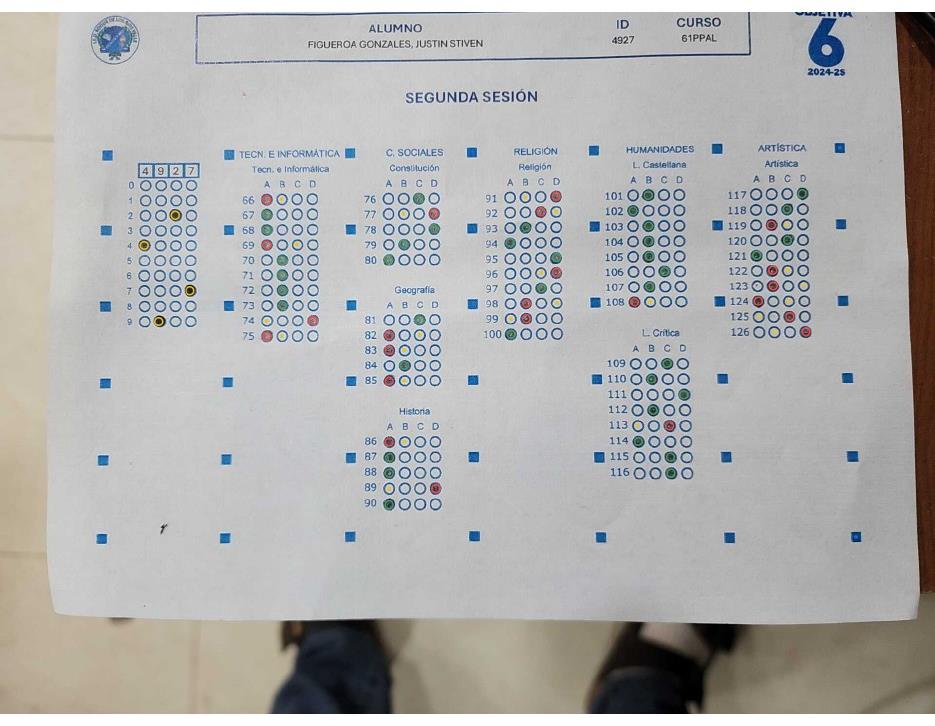 OBJETIVA
ALUMNO
FIGUEROA GONZALES, JUSTIN STIVEN
ID
4927
CURSO
61PPAL
6
2024-25
SEGUNDA SESIÓN
4 9 2 7
0
1
2
3
4
5
6
7
8
9
TECN. E INFORMÁTICA
Tecn. e Informática
A B C D
66
67
68
69
70
71
72
73
74
75
C. SOCIALES
Constitución
A B C D
76
77
78
79
80
Geografía
A B C D
81
82
83
84
85
Historia
A B C D
86
87
88
89
90
RELIGIÓN
Religión
A B C D
91
92
93
94
95
96
97
98
99
100
HUMANIDADES
L. Castellana
A B C D
101
102
103
104
105
106
107
108
L. Crítica
A B C D
109
110
111
112
113
114
115
116
ARTÍSTICA
Artística
A B C D
117
118
119
120
121
122
123
124
125
126